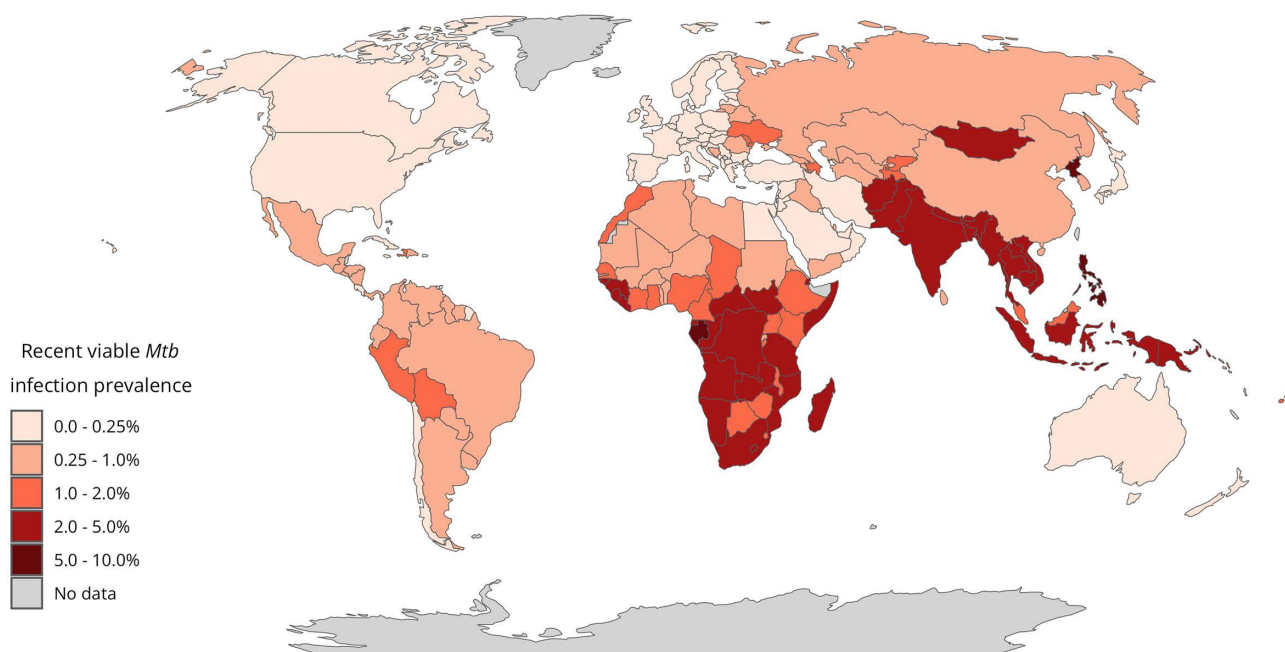 Recent viable Mtb
infection prevalence
0.0 - 0.25%
0.25 - 1.0%
1.0 - 2.0%
2.0 - 5.0%
5.0 - 10.0%
No data